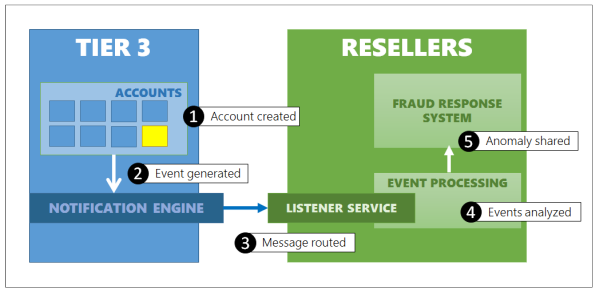 TIER 3
RESELLERS
ACCOUNTS
1 Account created
FRAUD RESPONSE
SYSTEM
5 Anomaly shared
2 Event generated
EVENT PROCESSING
NOTIFICATION ENGINE
LISTENER SERVICE
4 Events analyzed
3 Message routed